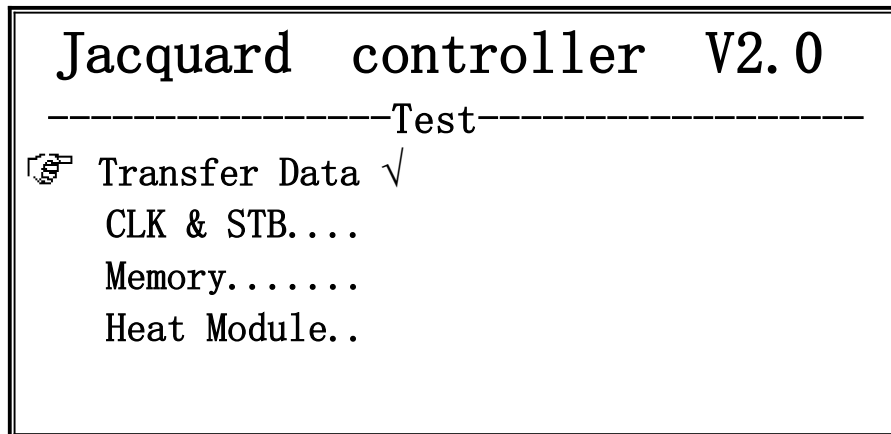 Jacquard controller V2.0
----------------Test------------------
☞ Transfer Data √
CLK & STB....
Memory.......
Heat Module..